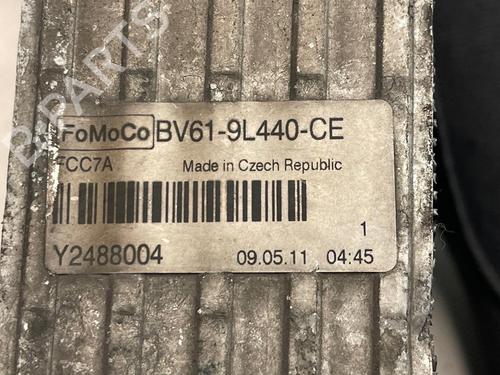 FoMoCo BV61-9L440-CE
FCC7A Made in Czech Republic
1
Y2488004 09.05.11 04:45
B-PARTS